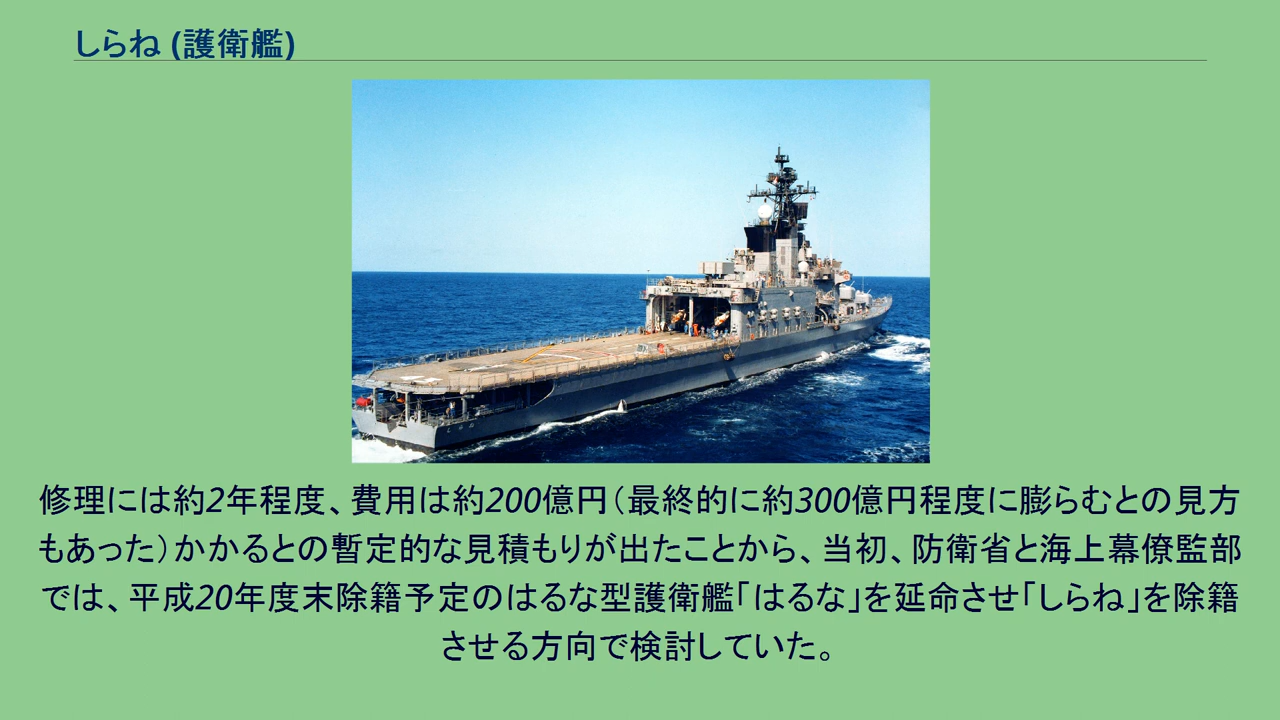 しらね (護衛艦)
修理には約2年程度、費用は約200億円（最終的に約300億円程度に膨らむとの見方
もあった）かかるとの暫定的な見積もりが出たことから、当初、防衛省と海上幕僚監部
では、平成20年度末除籍予定のはるな型護衛艦「はるな」を延命させ「しらね」を除籍
させる方向で検討していた。